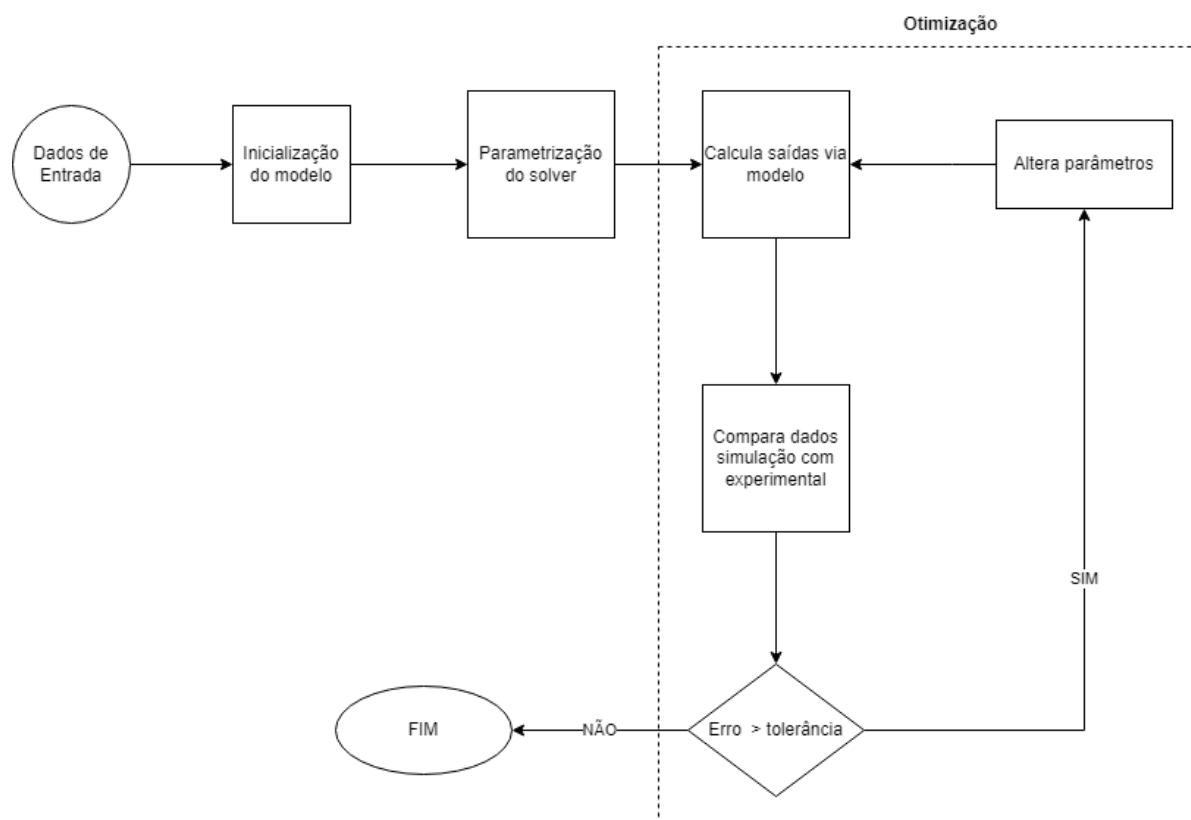 Otimização
Dados de
Entrada
Inicialização
do modelo
Parametrização
do solver
Calcula saídas via
modelo
Altera parâmetros
Compara dados
simulação com
experimental
SIM
Erro > tolerância
NÃO
FIM